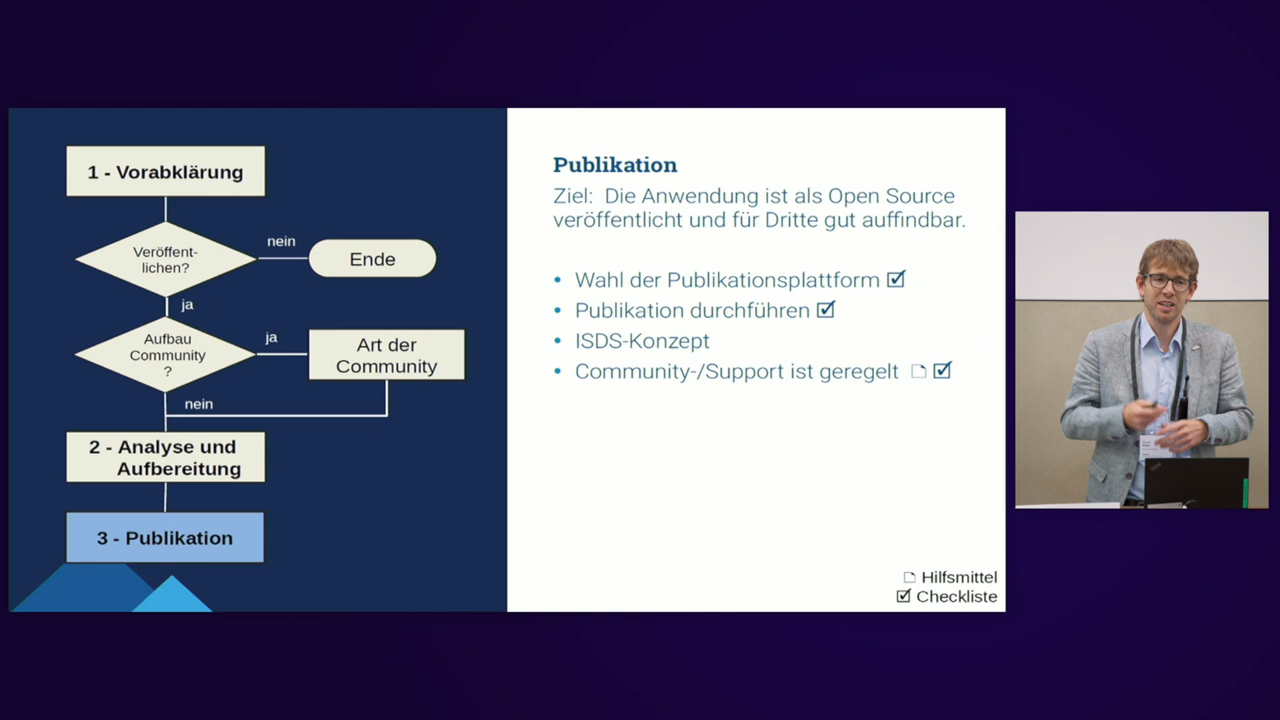 1 - Vorabklärung
Veröffent-
lichen?
nein
Ende
ja
Aufbau
Community
?
ja
Art der
Community
nein
2 - Analyse und
Aufbereitung
3 - Publikation
Publikation
Ziel: Die Anwendung ist als Open Source
veröffentlicht und für Dritte gut auffindbar.
• Wahl der Publikationsplattform ☑
• Publikation durchführen ☑
• ISDS-Konzept
• Community-/Support ist geregelt 🗋 ☑
🗋 Hilfsmittel
☑ Checkliste